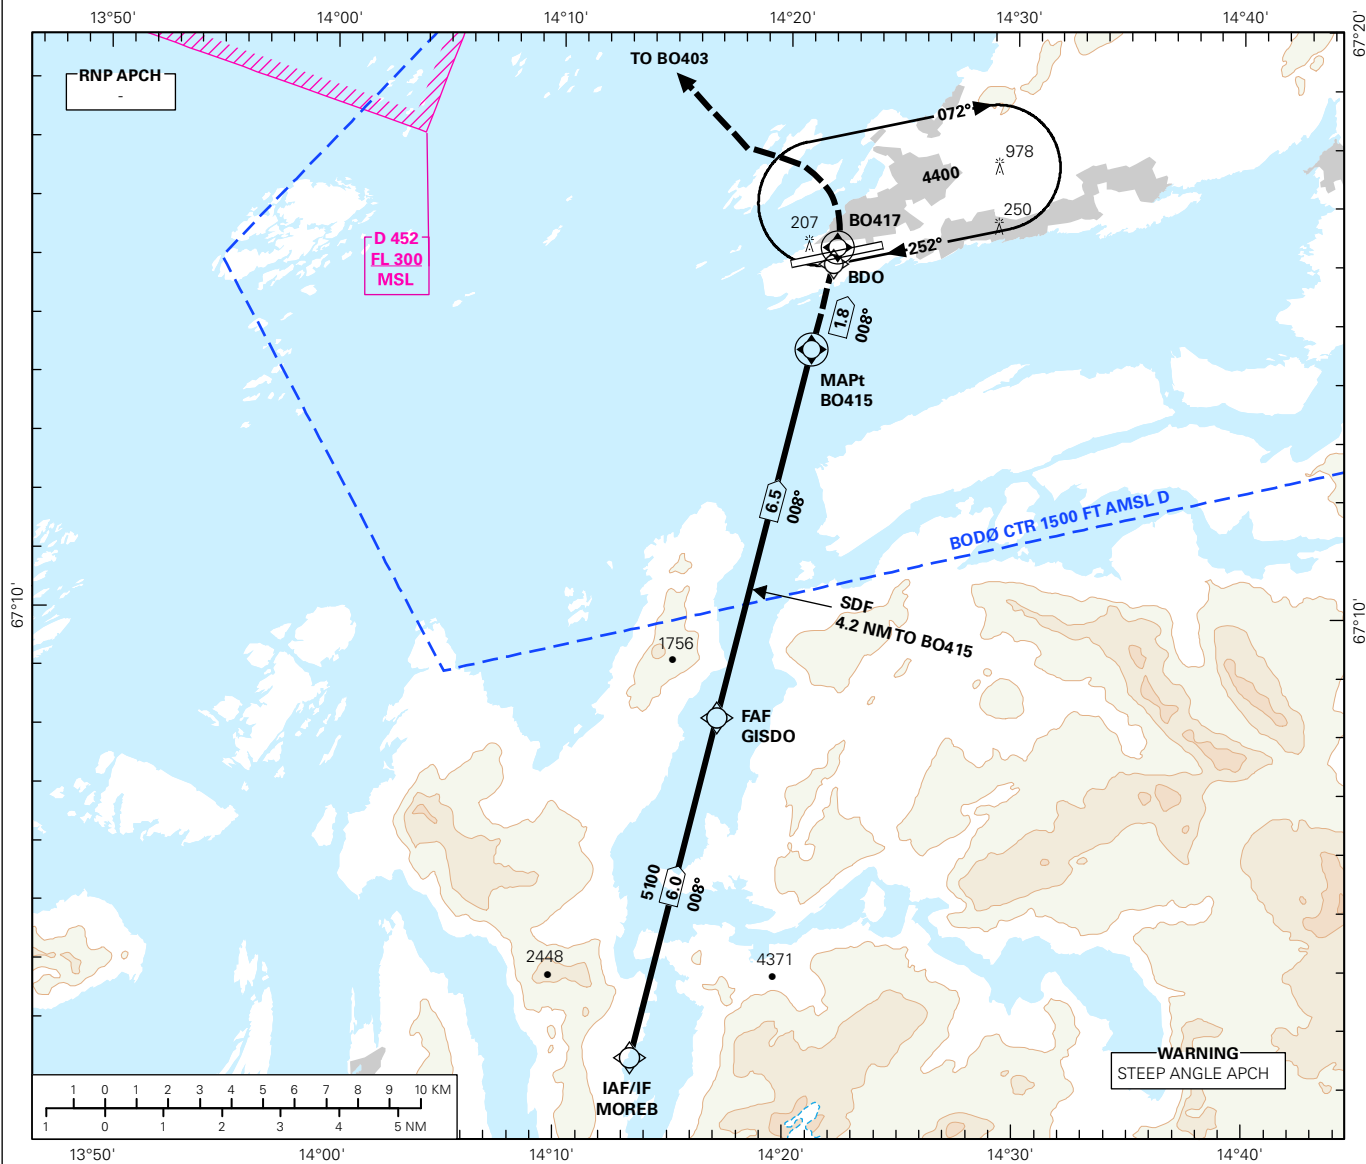 13°50'
14°00'
14°10'
14°20'
14°30'
14°40'
67°20'
RNP APCH
-
TO BO403
072°
978
4400
250
207
BO417
252°
BDO
D 452
FL 300
MSL
1.8
008°
MAPt
BO415
6.5
008°
BODØ CTR 1500 FT AMSL D
67°10'
67°10'
SDF
4.2 NM TO BO415
1756
FAF
GISDO
5100
6.0
008°
2448
4371
IAF/IF
MOREB
WARNING
STEEP ANGLE APCH
1 0 1 2 3 4 5 6 7 8 9 10 KM
1 0 1 2 3 4 5 NM
13°50'
14°00'
14°10'
14°20'
14°30'
14°40'